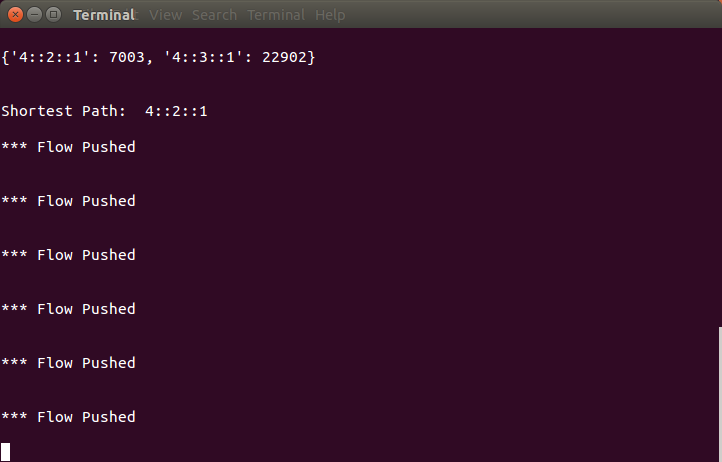 Terminal View Search Terminal Help
{'4::2::1': 7003, '4::3::1': 22902}
Shortest Path:  4::2::1
*** Flow Pushed
*** Flow Pushed
*** Flow Pushed
*** Flow Pushed
*** Flow Pushed
*** Flow Pushed